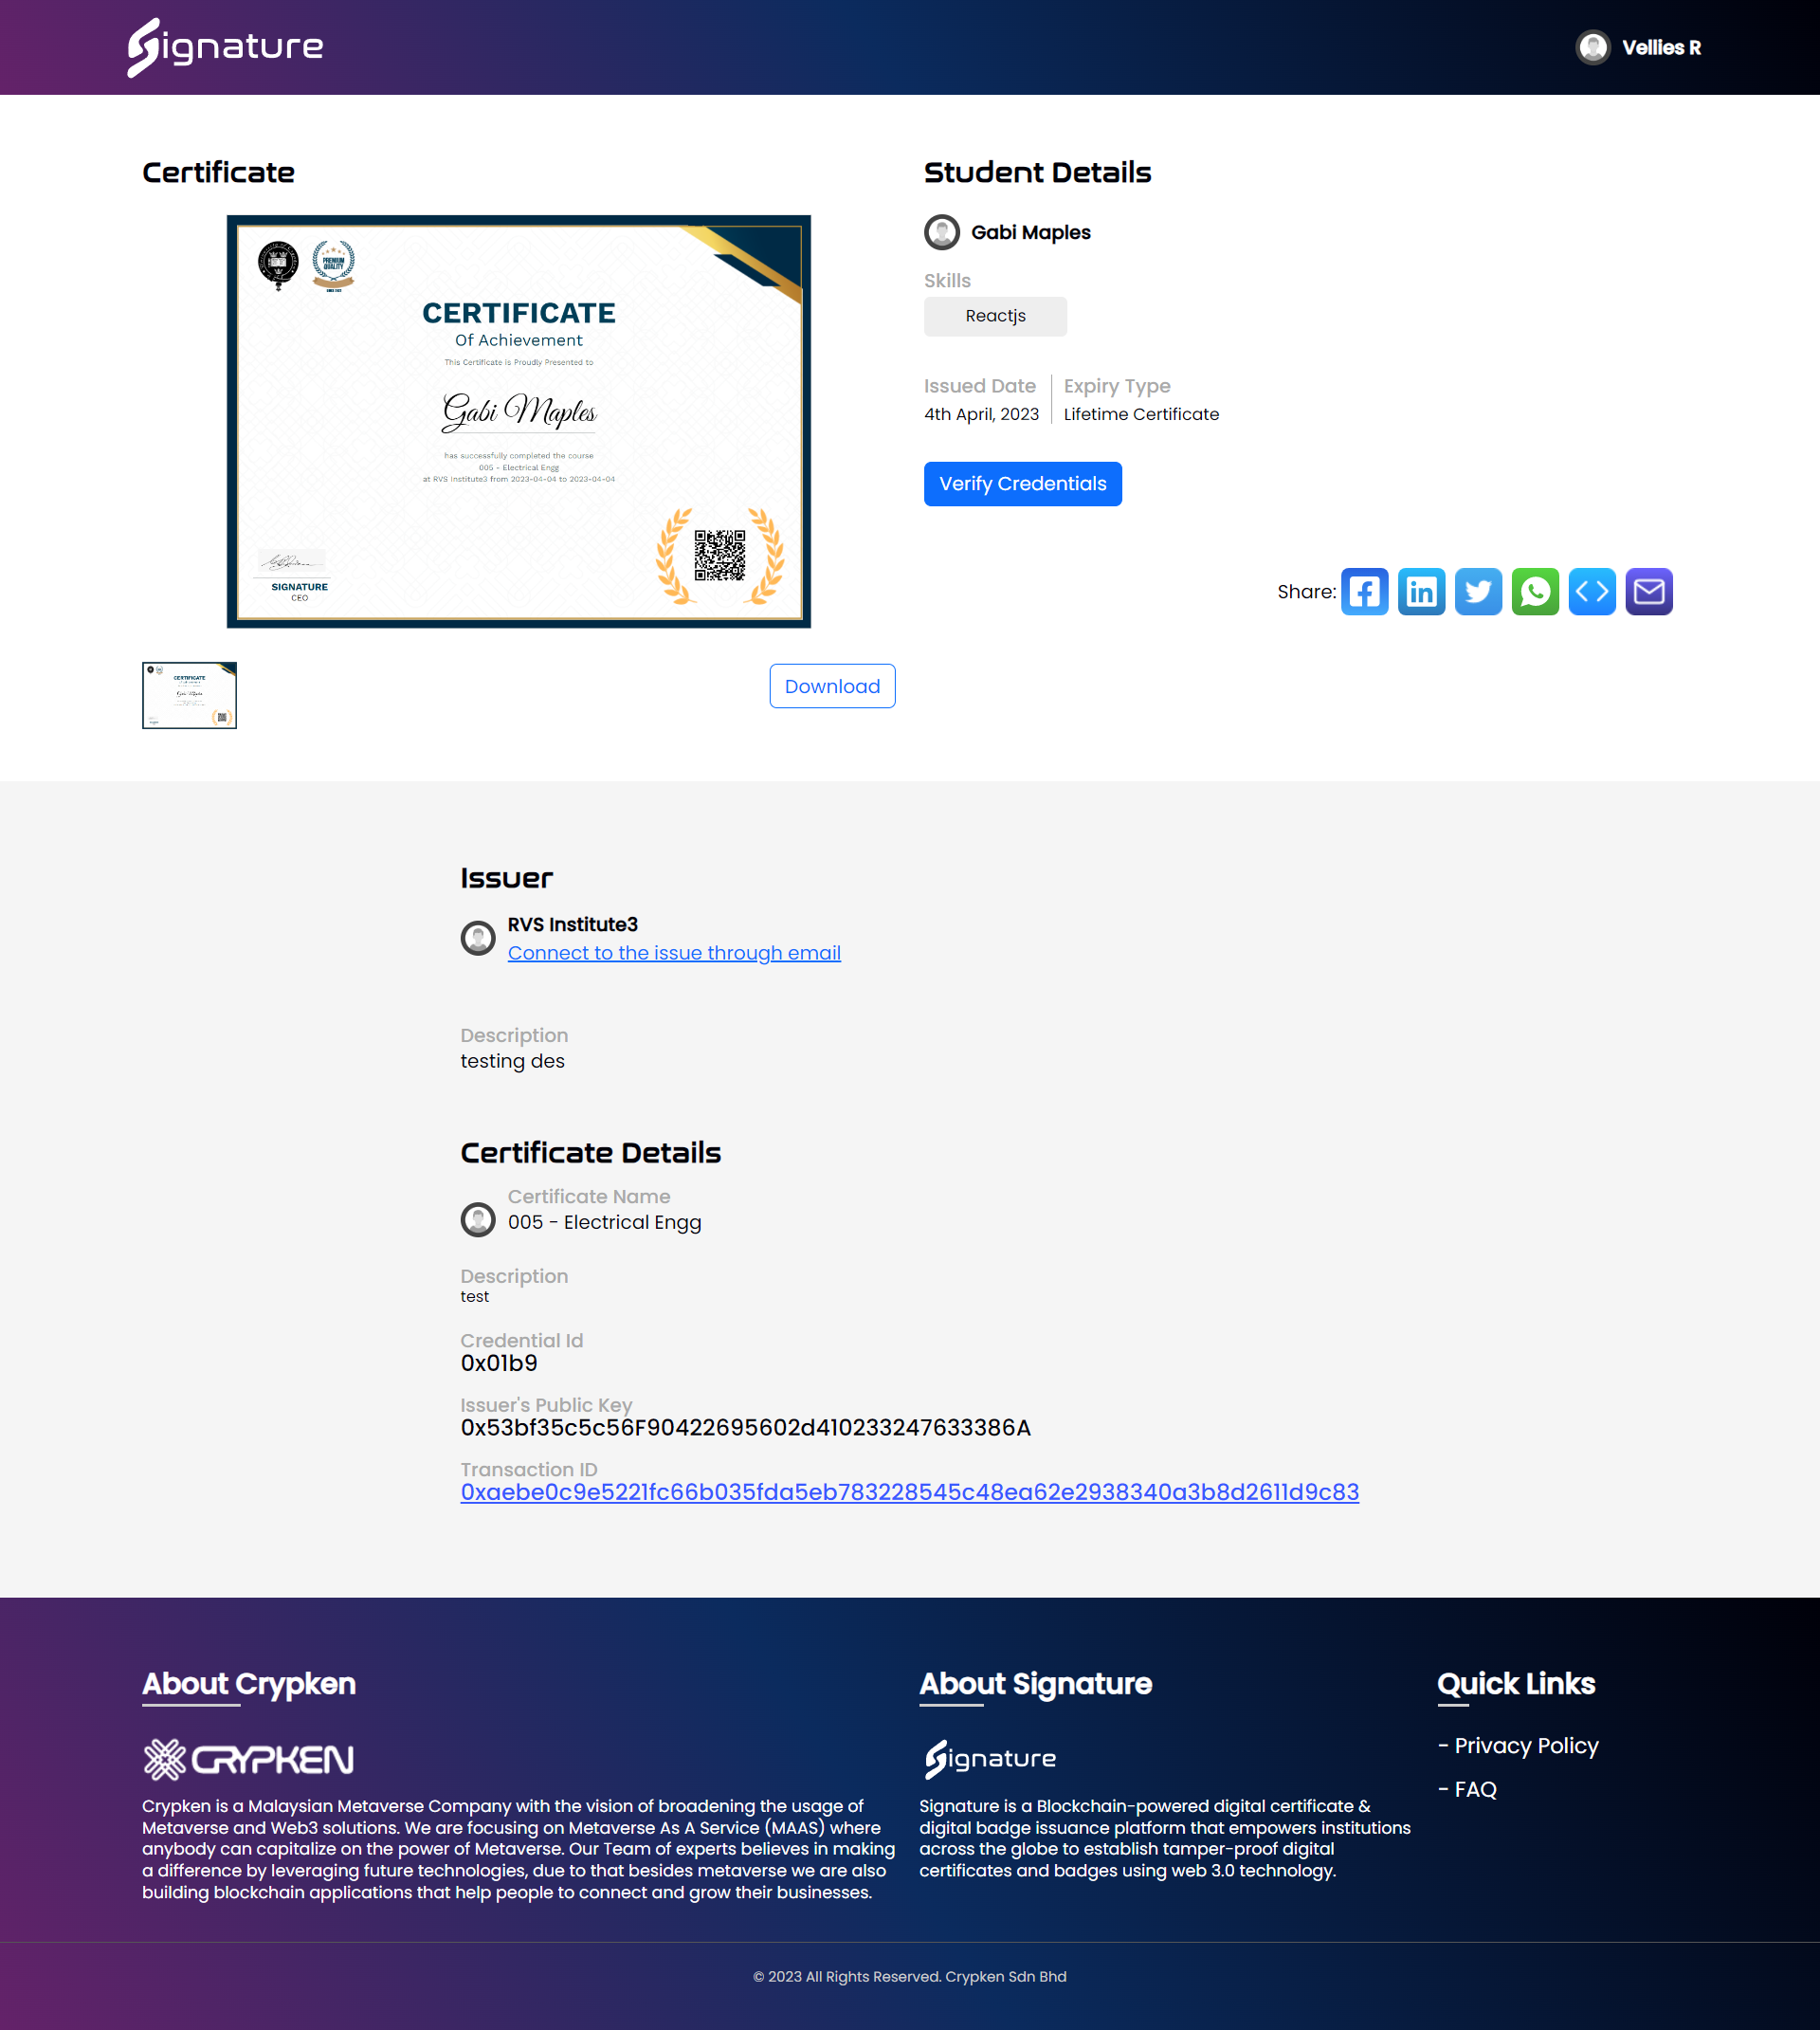 Signature
Vellies R
Certificate
PREMIUM
QUALITY
CERTIFICATE
Of Achievement
This Certificate is Proudly Presented to
Gabi Maples
has successfully completed the course
005 - Electrical Engg
at RVS Institute3 from 2023-04-04 to 2023-04-04
SIGNATURE
CEO
CERTIFICATE
Download
Student Details
Gabi Maples
Skills
Reactjs
Issued Date
4th April, 2023
Expiry Type
Lifetime Certificate
Verify Credentials
Share:
Issuer
RVS Institute3
Connect to the issue through email
Description
testing des
Certificate Details
Certificate Name
005 - Electrical Engg
Description
test
Credential Id
0x01b9
Issuer's Public Key
0x53bf35c5c56F90422695602d410233247633386A
Transaction ID
0xaebe0c9e5221fc66b035fda5eb783228545c48ea62e2938340a3b8d2611d9c83
About Crypken
CRYPKEN
Crypken is a Malaysian Metaverse Company with the vision of broadening the usage of
Metaverse and Web3 solutions. We are focusing on Metaverse As A Service (MAAS) where
anybody can capitalize on the power of Metaverse. Our Team of experts believes in making
a difference by leveraging future technologies, due to that besides metaverse we are also
building blockchain applications that help people to connect and grow their businesses.
About Signature
Signature
Signature is a Blockchain-powered digital certificate &
digital badge issuance platform that empowers institutions
across the globe to establish tamper-proof digital
certificates and badges using web 3.0 technology.
Quick Links
- Privacy Policy
- FAQ
© 2023 All Rights Reserved. Crypken Sdn Bhd